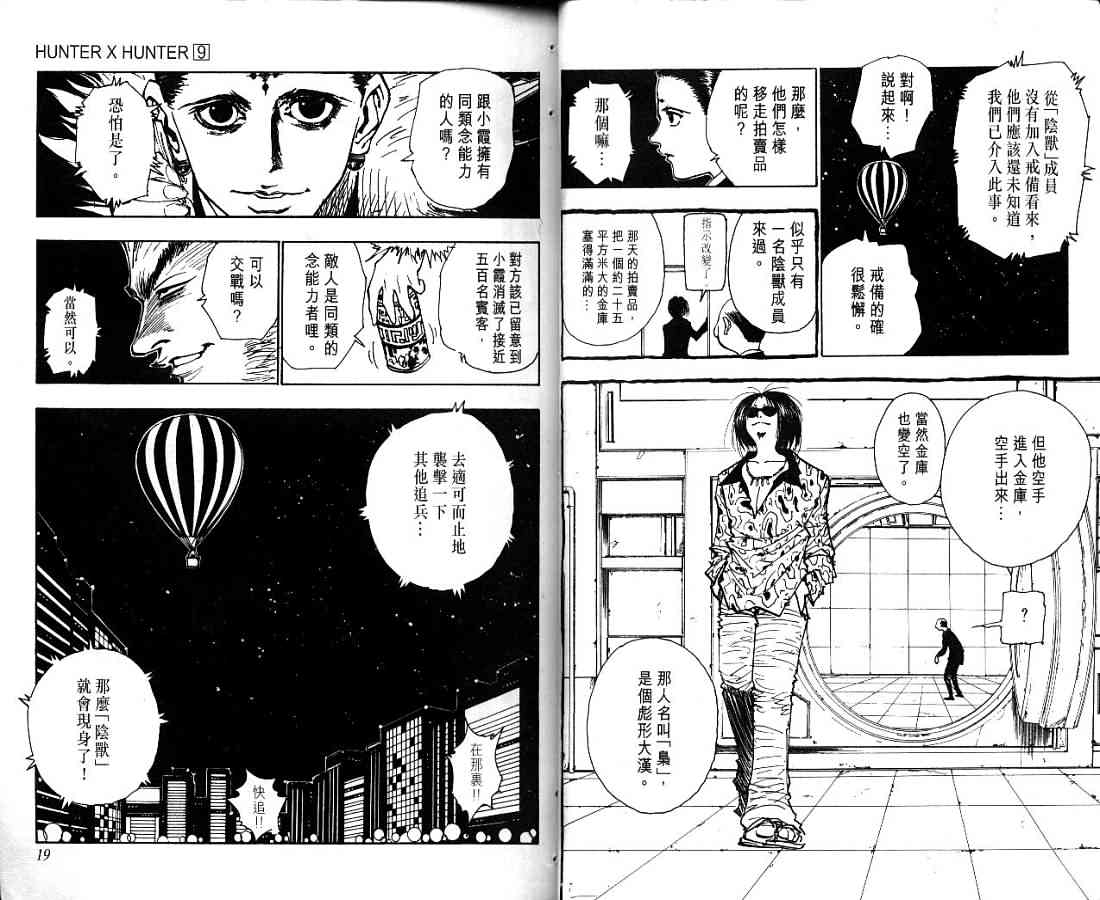 從「陰獸」成員
沒有加入戒備看來，
他們應該還未知道
我們已介入此事。
對啊！
說起來…
戒備的確
很鬆懈。
那麼，
他們怎樣
移走拍賣品
的呢？
那個嘛…
似乎只有
一名陰獸成員
來過。
指示改變了…
那天的拍賣品，
把一個約二十五
平方米大的金庫
塞得滿滿的…
但他空手
進入金庫，
空手出來…
當然金庫
也變空了。
？
那人名叫「梟」，
是個彪形大漢。
HUNTER X HUNTER 9
跟小霞擁有
同類念能力
的人嗎？
恐怕是了。
對方該已留意到
小霞消滅了接近
五百名賓客，
敵人是同類的
念能力者哩。
可以
交戰嗎？
當然可以。
去適可而止地
襲擊一下
其他追兵…
那麼「陰獸」
就會現身了！
在那裏!!
快追!!
19